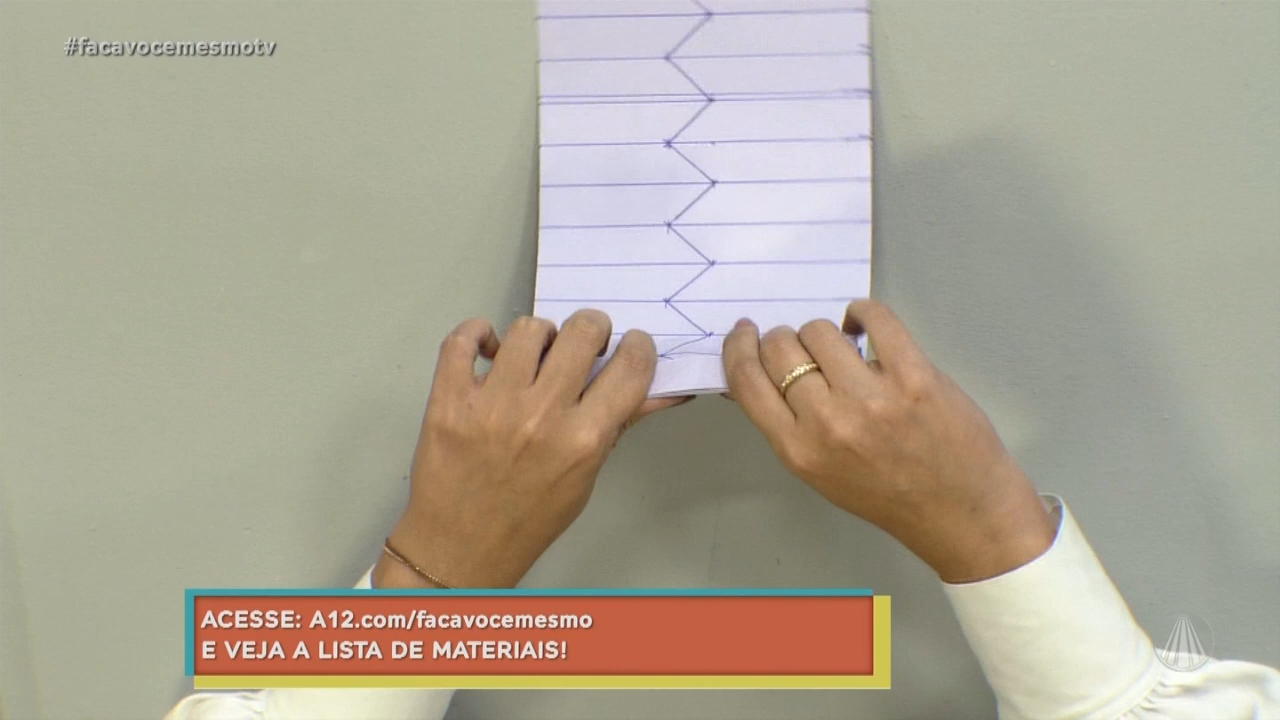 #facavocemesmotv
ACESSE: A12.com/facavocemesmo
E VEJA A LISTA DE MATERIAIS!